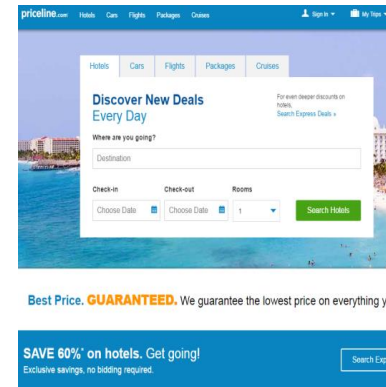 priceline.com Hotels Cars Flights Packages Cruises Sign In My Trips
Hotels Cars Flights Packages Cruises
Discover New Deals
Every Day
For even deeper discounts on
hotels,
Search Express Deals »
Where are you going?
Destination
Check-in Check-out Rooms
Choose Date Choose Date 1 Search Hotels
Best Price. GUARANTEED. We guarantee the lowest price on everything y
SAVE 60%* on hotels. Get going!
Exclusive savings, no bidding required.
Search Exp